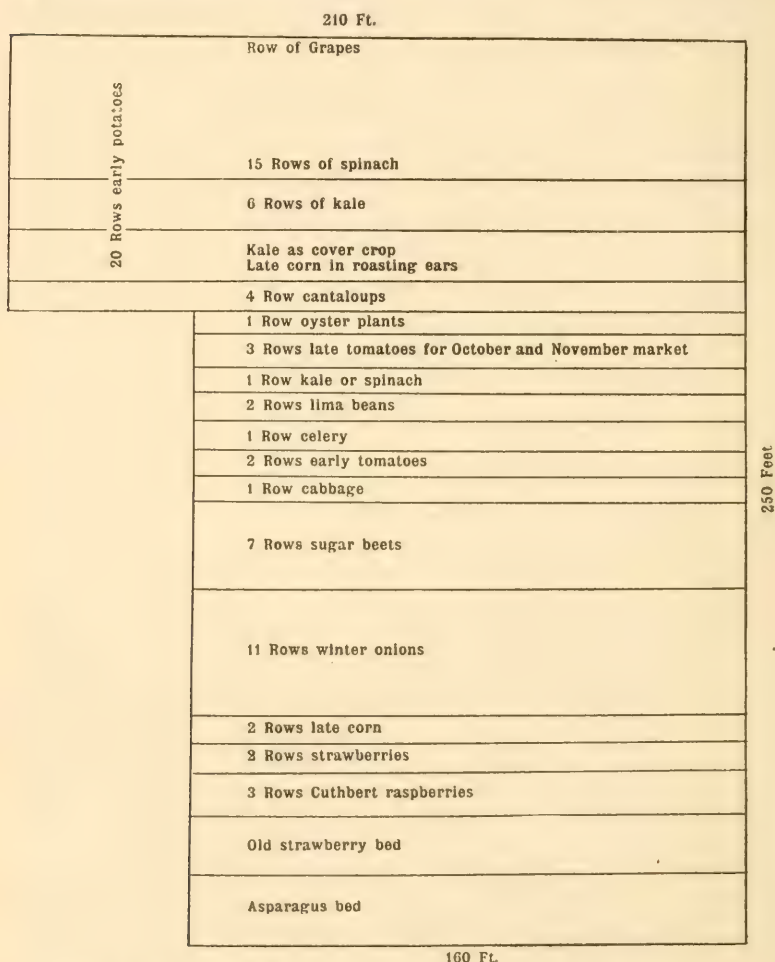 210 Ft.
Row of Grapes
20 Rows early potatoes
15 Rows of spinach
6 Rows of kale
Kale as cover crop
Late corn in roasting ears
4 Row cantaloups
1 Row oyster plants
3 Rows late tomatoes for October and November market
1 Row kale or spinach
2 Rows lima beans
1 Row celery
2 Rows early tomatoes
1 Row cabbage
250 Feet
7 Rows sugar beets
11 Rows winter onions
2 Rows late corn
2 Rows strawberries
3 Rows Cuthbert raspberries
Old strawberry bed
Asparagus bed
160 Ft.